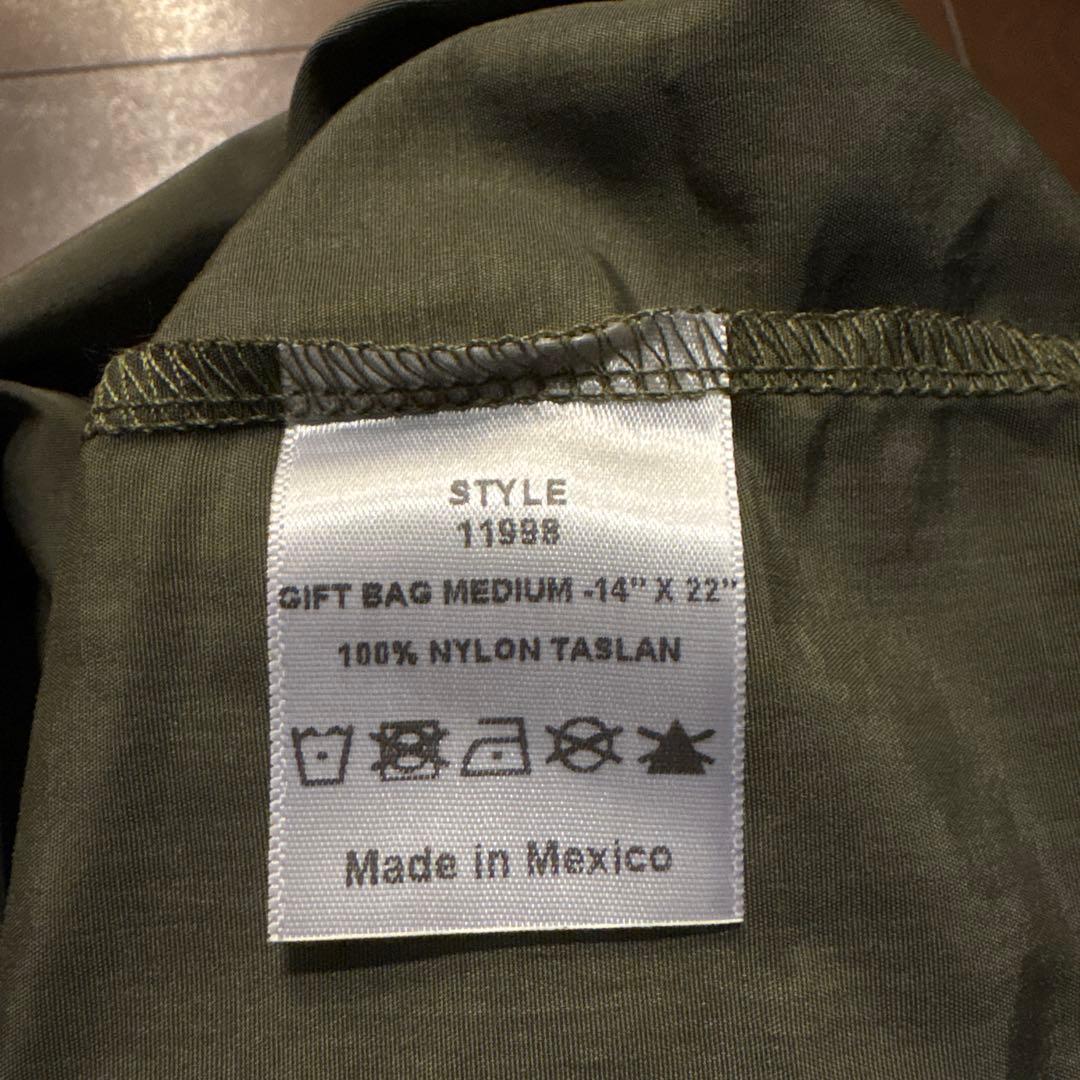 STYLE
11998
GIFT BAG MEDIUM -14" X 22"
100% NYLON TASLAN
Made in Mexico